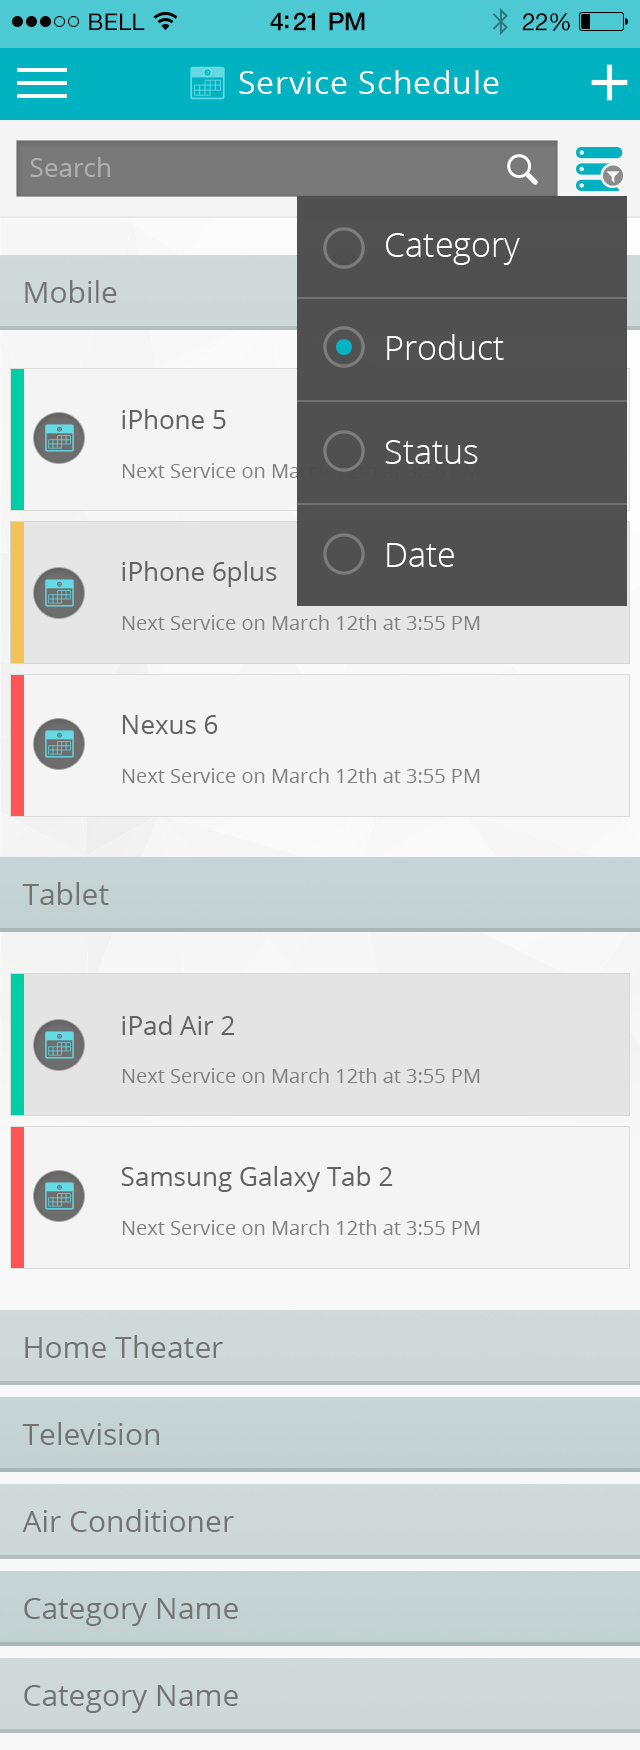 BELL 4:21 PM 22%
Service Schedule
Search
Category
Mobile
Product
iPhone 5
Next Service on Mar
Status
iPhone 6plus
Date
Next Service on March 12th at 3:55 PM
Nexus 6
Next Service on March 12th at 3:55 PM
Tablet
iPad Air 2
Next Service on March 12th at 3:55 PM
Samsung Galaxy Tab 2
Next Service on March 12th at 3:55 PM
Home Theater
Television
Air Conditioner
Category Name
Category Name